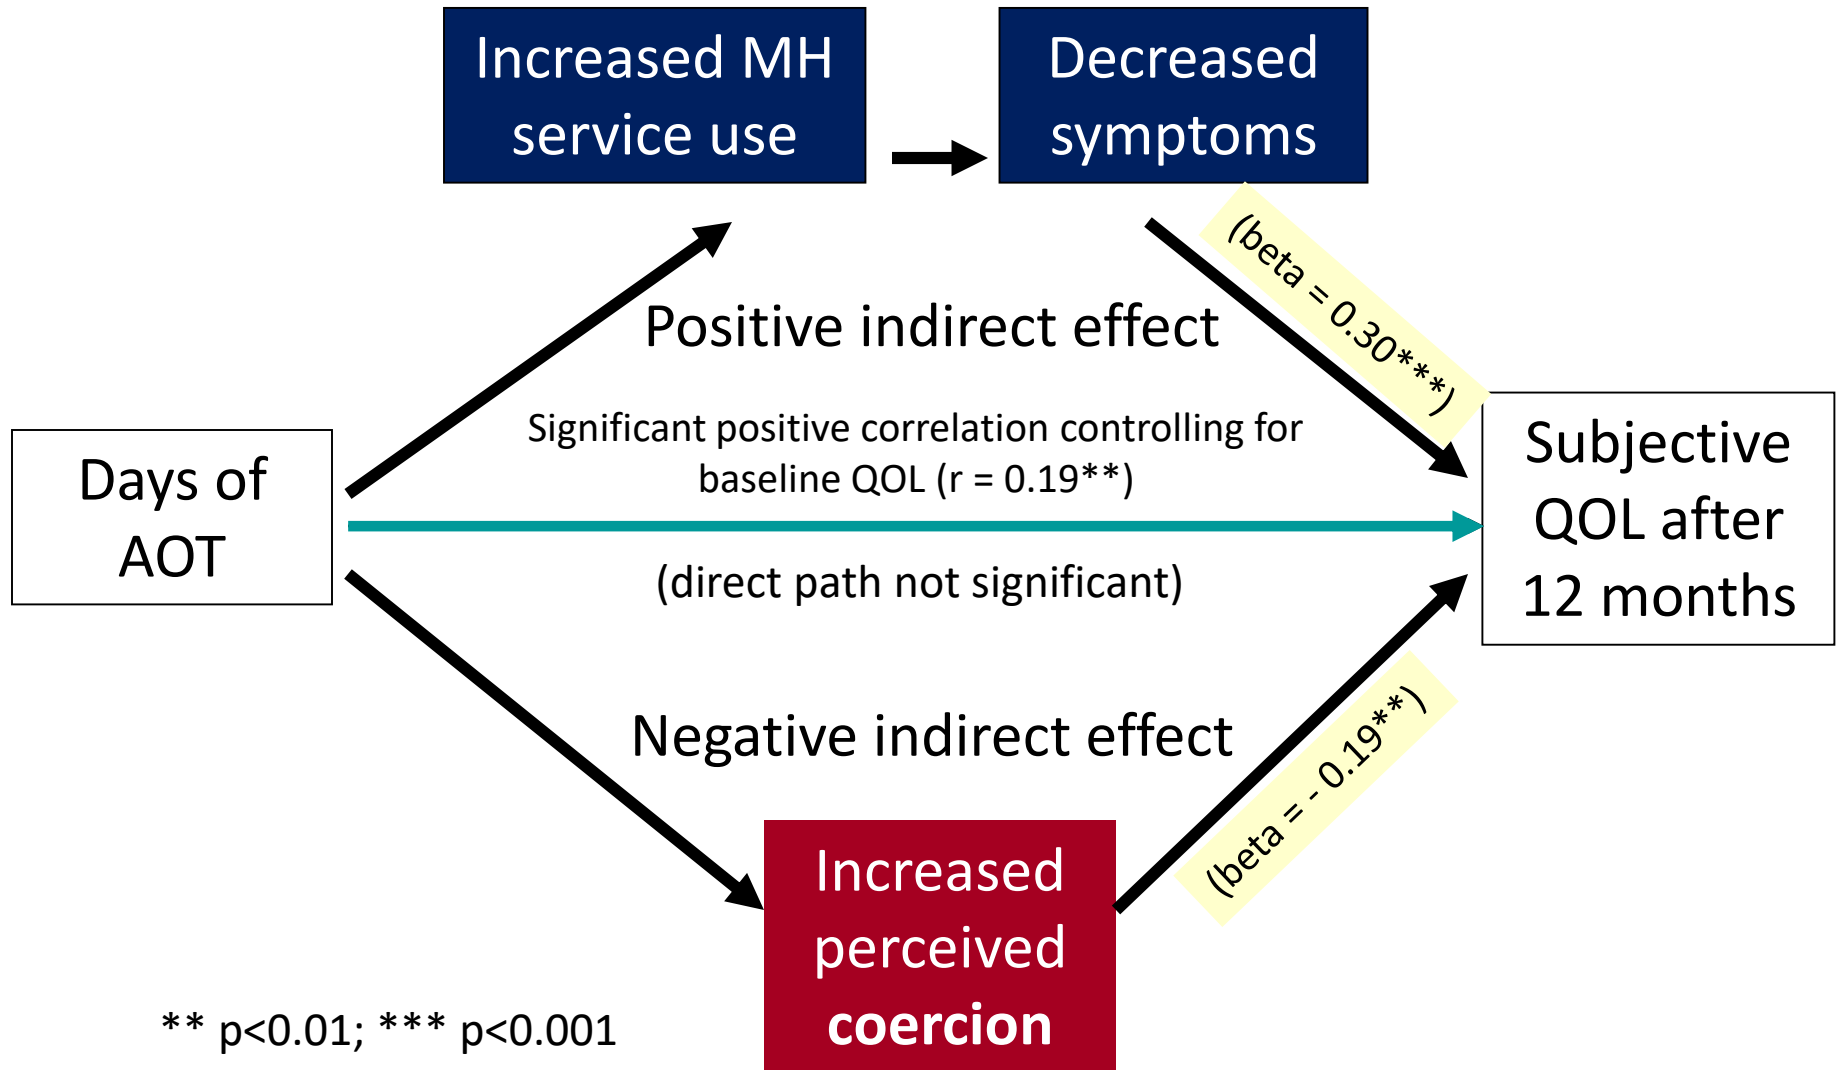 Increased MH
service use
Decreased
symptoms
(beta = 0.30***)
Positive indirect effect
Significant positive correlation controlling for
baseline QOL (r = 0.19**)
Days of
AOT
Subjective
QOL after
12 months
(direct path not significant)
Negative indirect effect
(beta = - 0.19**)
Increased
perceived
coercion
** p<0.01; *** p<0.001